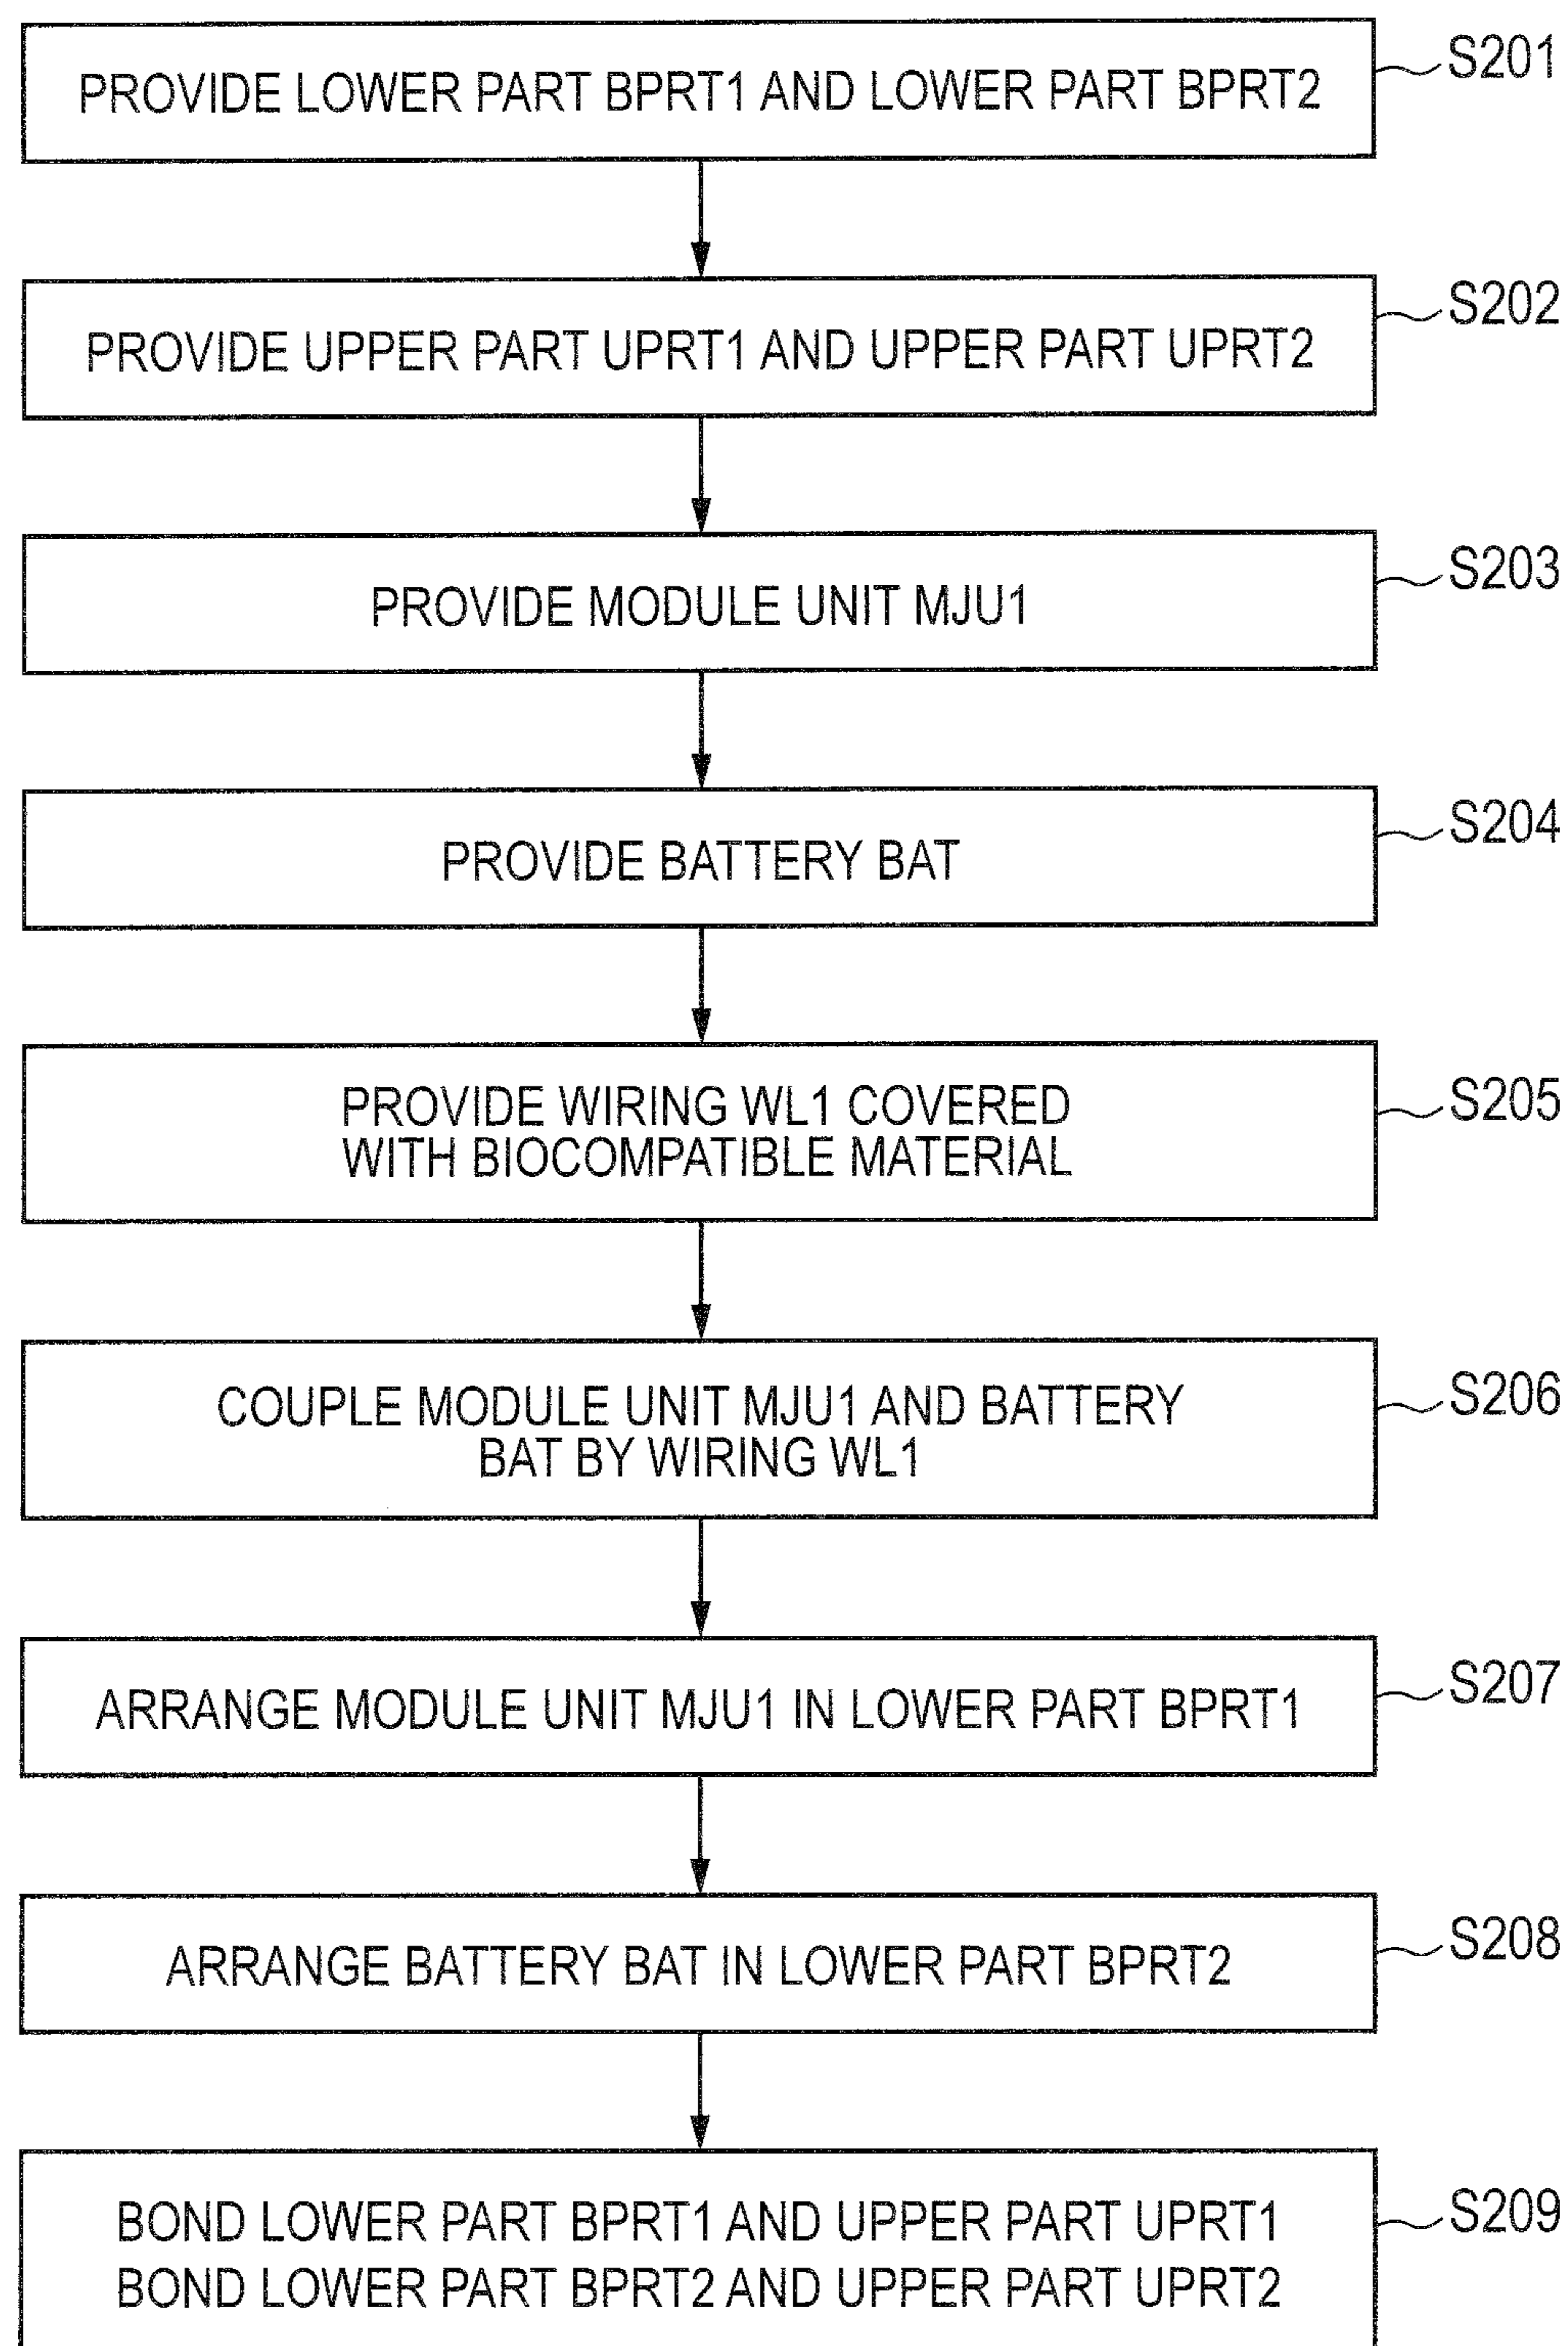 PROVIDE LOWER PART BPRT1 AND LOWER PART BPRT2
S201
PROVIDE UPPER PART UPRT1 AND UPPER PART UPRT2
S202
PROVIDE MODULE UNIT MJU1
S203
PROVIDE BATTERY BAT
S204
PROVIDE WIRING WL1 COVERED
WITH BIOCOMPATIBLE MATERIAL
S205
COUPLE MODULE UNIT MJU1 AND BATTERY
BAT BY WIRING WL1
S206
ARRANGE MODULE UNIT MJU1 IN LOWER PART BPRT1
S207
ARRANGE BATTERY BAT IN LOWER PART BPRT2
S208
BOND LOWER PART BPRT1 AND UPPER PART UPRT1
BOND LOWER PART BPRT2 AND UPPER PART UPRT2
S209